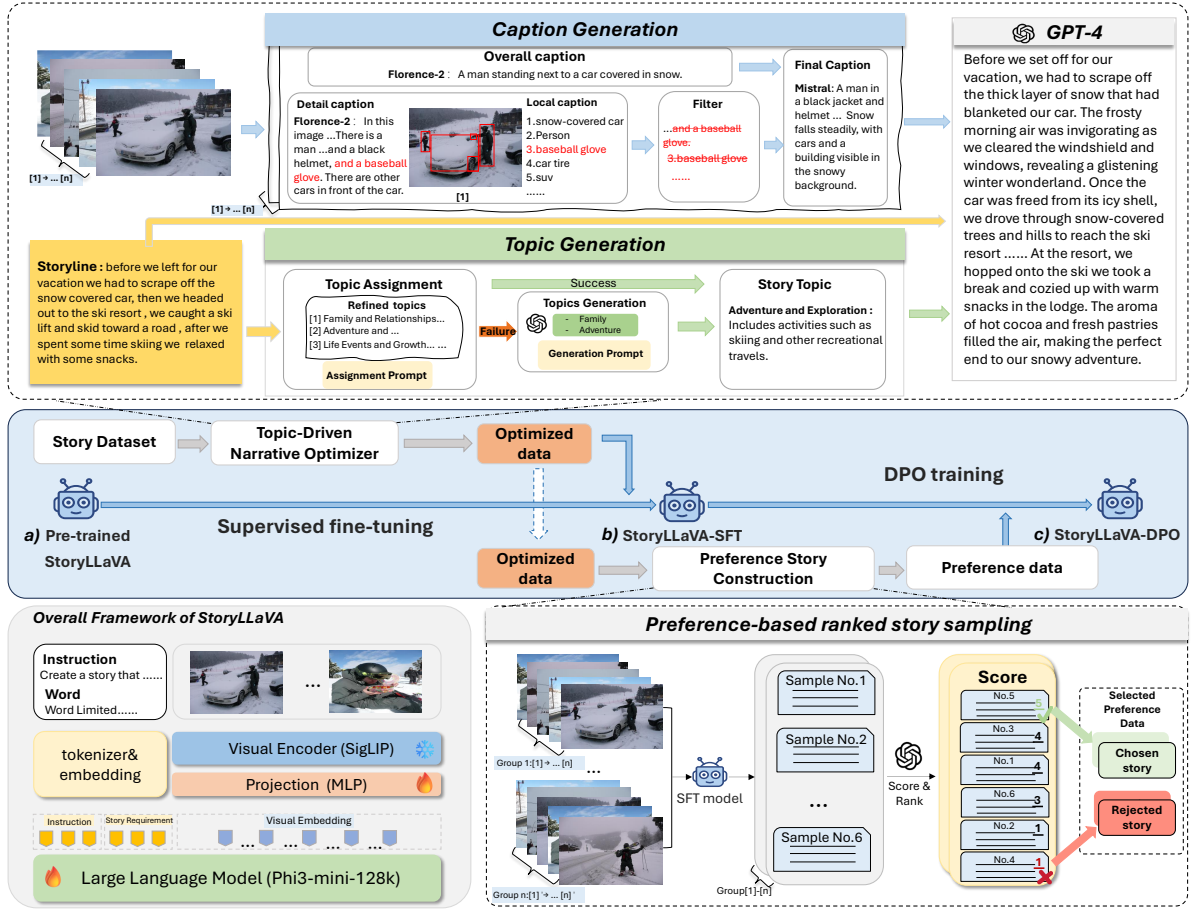 Caption Generation
Overall caption
Florence-2 : A man standing next to a car covered in snow.
Detail caption
Florence-2 : In this
image ...There is a
man ...and a black
helmet, and a baseball
glove. There are other
cars in front of the car.
[1]
Local caption
1.snow-covered car
2.Person
3.baseball glove
4.car tire
5.suv
......
Filter
...and a baseball
glove.
3.baseball glove
......
Final Caption
Mistral: A man in
a black jacket and
helmet ... Snow
falls steadily, with
cars and a
building visible in
the snowy
background.
[1] → ... [n]
[1] → ... [n]
GPT-4
Before we set off for our
vacation, we had to scrape off
the thick layer of snow that had
blanketed our car. The frosty
morning air was invigorating as
we cleared the windshield and
windows, revealing a glistening
winter wonderland. Once the
car was freed from its icy shell,
we drove through snow-covered
trees and hills to reach the ski
resort ...... At the resort, we
hopped onto the ski we took a
break and cozied up with warm
snacks in the lodge. The aroma
of hot cocoa and fresh pastries
filled the air, making the perfect
end to our snowy adventure.
Storyline : before we left for our
vacation we had to scrape off the
snow covered car, then we headed
out to the ski resort , we caught a ski
lift and skid toward a road , after we
spent some time skiing we relaxed
with some snacks.
Topic Generation
Topic Assignment
Refined topics
[1] Family and Relationships...
[2] Adventure and ...
[3] Life Events and Growth... ...
Assignment Prompt
Success
Failure
Topics Generation
- Family
- Adventure
Generation Prompt
Story Topic
Adventure and Exploration :
Includes activities such as
skiing and other recreational
travels.
Story Dataset
Topic-Driven
Narrative Optimizer
Optimized
data
DPO training
Supervised fine-tuning
a) Pre-trained
StoryLLaVA
b) StoryLLaVA-SFT
c) StoryLLaVA-DPO
Optimized
data
Preference Story
Construction
Preference data
Overall Framework of StoryLLaVA
Instruction
Create a story that ......
Word
Word Limited......
...
tokenizer&
embedding
Visual Encoder (SigLIP)
Projection (MLP)
Instruction
Story Requirement
Visual Embedding
... ... ... ...
Large Language Model (Phi3-mini-128k)
Preference-based ranked story sampling
Group 1:[1] → ... [n]
...
Group n:[1] → ... [n]
SFT model
Sample No.1
Sample No.2
...
Sample No.6
Group[1]-[n]
Score &
Rank
Score
No.5
5
No.3
4
No.1
4
No.6
3
No.2
1
No.4
1
Selected
Preference
Data
Chosen
story
Rejected
story